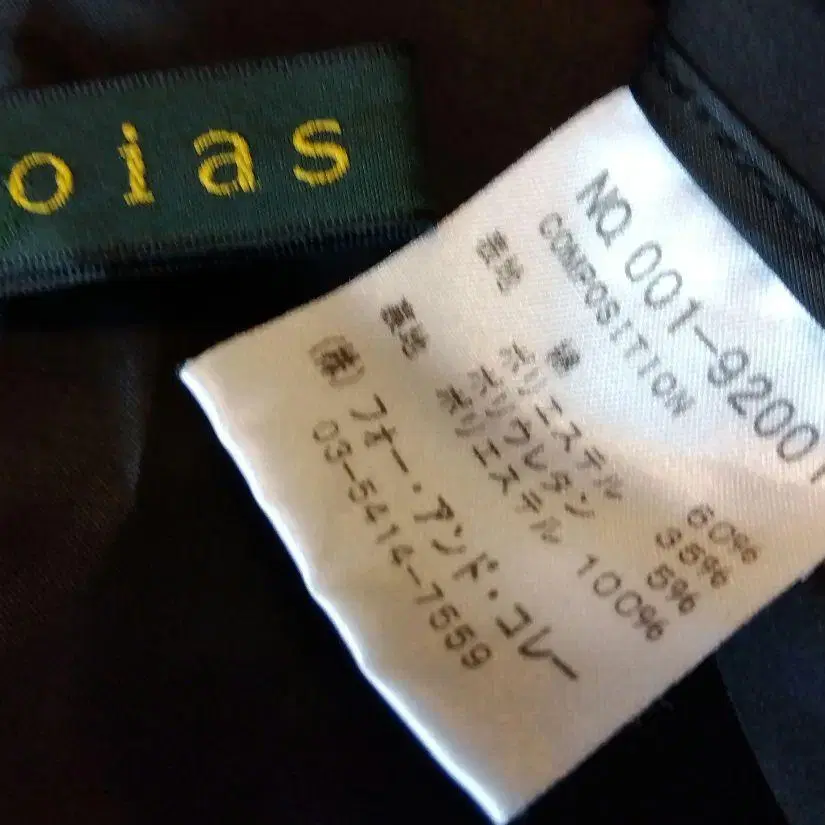 oias
NO. 001-92001
COMPOSITION
表地 綿 60%
ポリエステル 35%
ポリウレタン 5%
裏地 ポリエステル 100%
(株)フォー・アンド・コレー
03-5414-7559